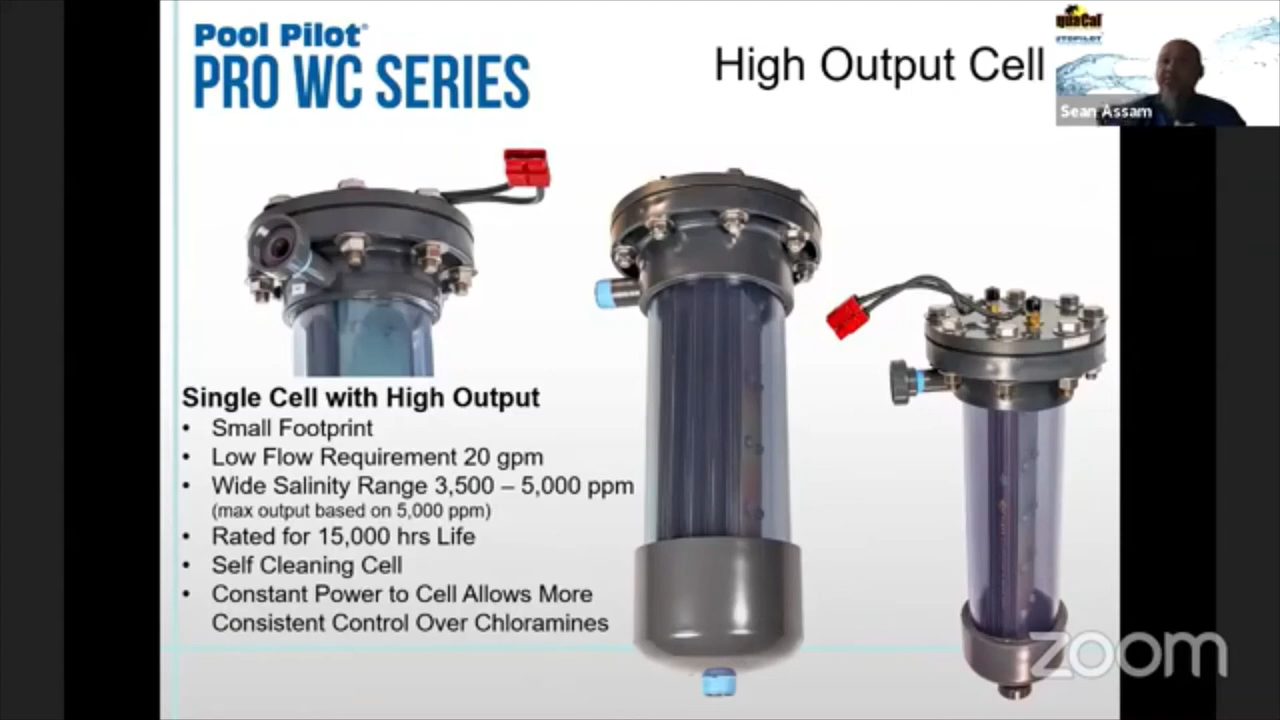 Pool Pilot®
PRO WC SERIES
High Output Cell
Sean Assam
Single Cell with High Output
• Small Footprint
• Low Flow Requirement 20 gpm
• Wide Salinity Range 3,500 – 5,000 ppm
(max output based on 5,000 ppm)
• Rated for 15,000 hrs Life
• Self Cleaning Cell
• Constant Power to Cell Allows More
Consistent Control Over Chloramines
zoom